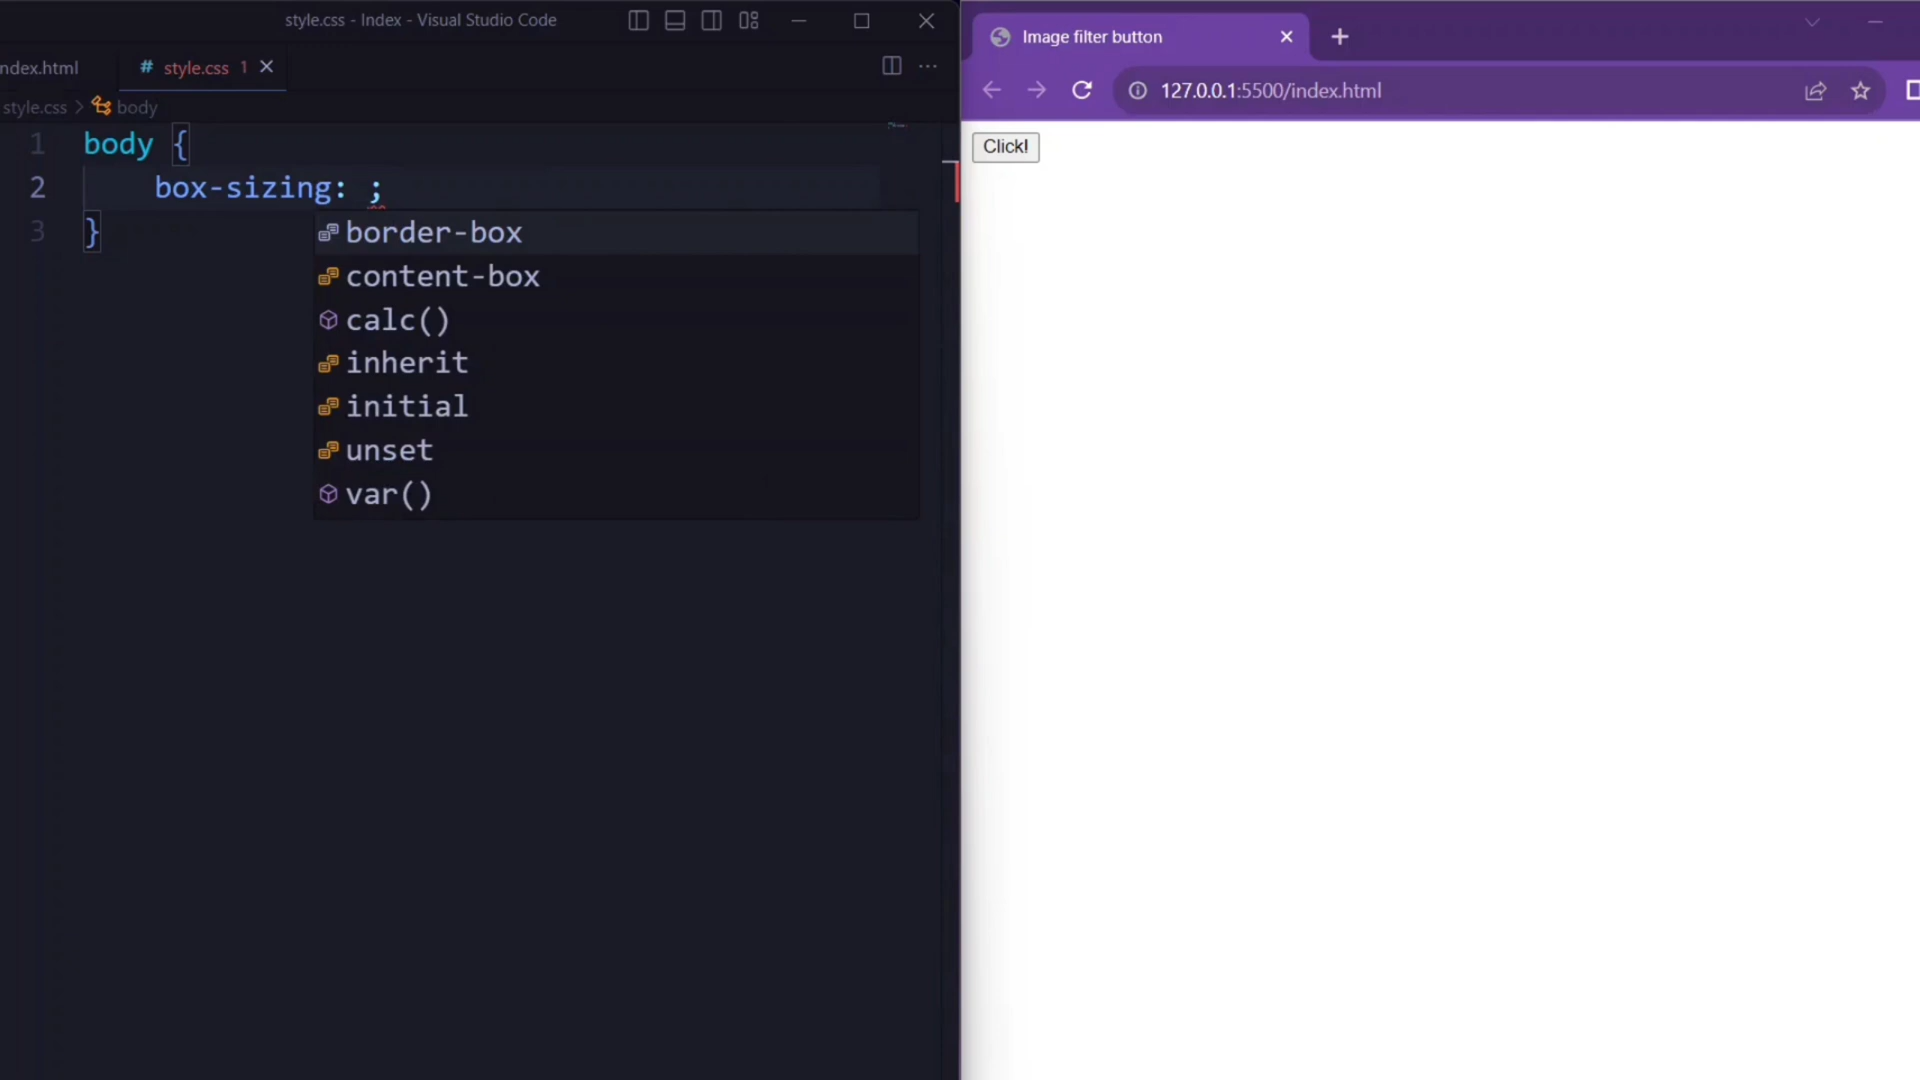 style.css - Index - Visual Studio Code
ndex.html
# style.css 1
style.css > body
1 body {
2 box-sizing: ;
3 }
border-box
content-box
calc()
inherit
initial
unset
var()
Image filter button
127.0.0.1:5500/index.html
Click!